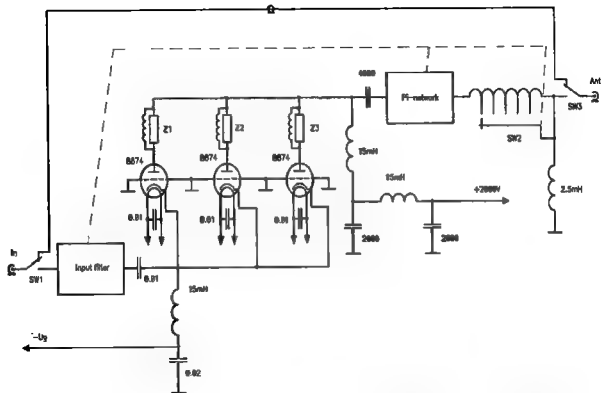 Ant
SW3
4000
Pi-network
SW2
Z1
Z2
Z3
8874
8874
8874
15mH
15mH
+2000V
2.5mH
0.01
0.01
0.01
2000
2000
In
SW1
Input filter
0.01
15mH
-Ug
0.02